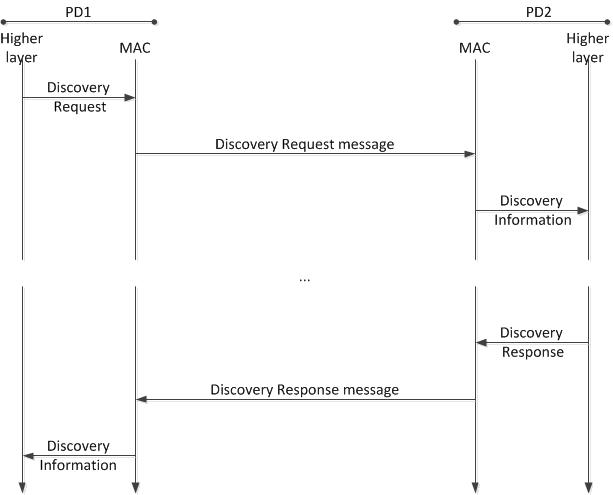 PD1
PD2
Higher
layer
MAC
MAC
Higher
layer
Discovery
Request
Discovery Request message
Discovery
Information
...
Discovery
Response
Discovery Response message
Discovery
Information